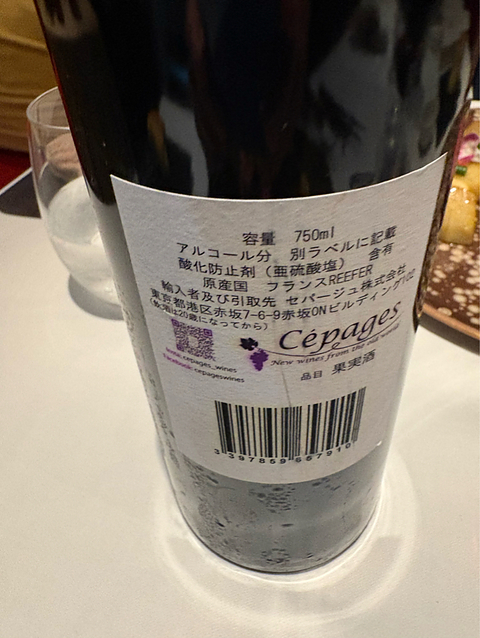 容量 750ml
アルコール分 別ラベルに記載
酸化防止剤（亜硫酸塩） 含有
原産国 フランスREEFER
輸入者及び引取先 セパージュ株式会社
東京都港区赤坂7-6-9赤坂ONビルディング102
(飲酒は20歳になってから)
Cépages
New wines from the old world
cepages_wines
Facebook: cepageswines
品目 果実酒
3 397859 667910